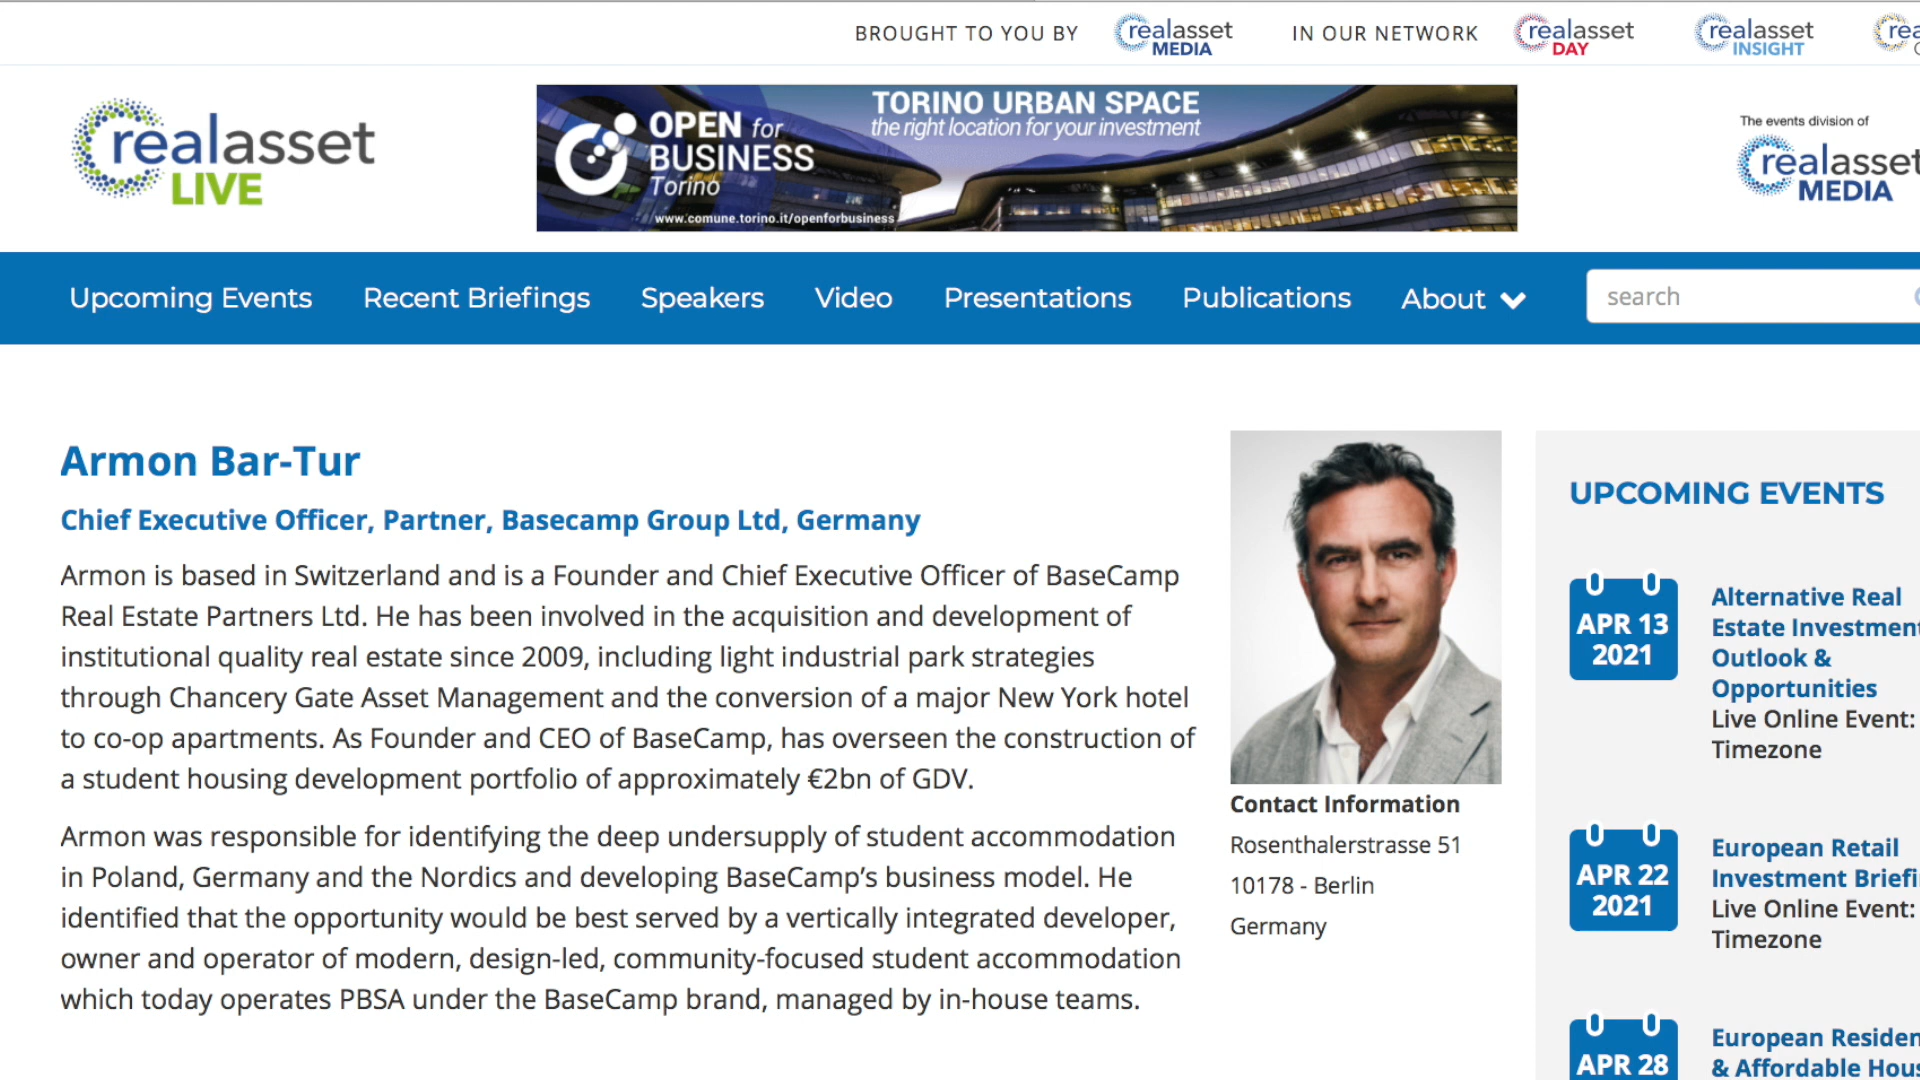 BROUGHT TO YOU BY realasset MEDIA IN OUR NETWORK realasset DAY realasset INSIGHT
realasset LIVE
OPEN for BUSINESS Torino
www.comune.torino.it/openforbusiness
TORINO URBAN SPACE
the right location for your investment
The events division of
realasset MEDIA
Upcoming Events Recent Briefings Speakers Video Presentations Publications About search
Armon Bar-Tur
Chief Executive Officer, Partner, Basecamp Group Ltd, Germany
Armon is based in Switzerland and is a Founder and Chief Executive Officer of BaseCamp
Real Estate Partners Ltd. He has been involved in the acquisition and development of
institutional quality real estate since 2009, including light industrial park strategies
through Chancery Gate Asset Management and the conversion of a major New York hotel
to co-op apartments. As Founder and CEO of BaseCamp, has overseen the construction of
a student housing development portfolio of approximately €2bn of GDV.
Armon was responsible for identifying the deep undersupply of student accommodation
in Poland, Germany and the Nordics and developing BaseCamp’s business model. He
identified that the opportunity would be best served by a vertically integrated developer,
owner and operator of modern, design-led, community-focused student accommodation
which today operates PBSA under the BaseCamp brand, managed by in-house teams.
Contact Information
Rosenthalerstrasse 51
10178 - Berlin
Germany
UPCOMING EVENTS
APR 13
2021
Alternative Real
Estate Investment
Outlook &
Opportunities
Live Online Event:
Timezone
APR 22
2021
European Retail
Investment
Live Online Event:
Timezone
APR 28
European
& Affordable